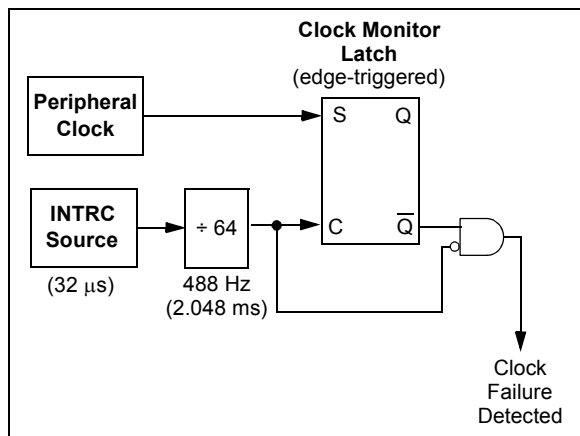 Clock Monitor
Latch
(edge-triggered)
Peripheral
Clock
S
Q
INTRC
Source
(32 μs)
÷ 64
488 Hz
(2.048 ms)
C
Q̅
Clock
Failure
Detected